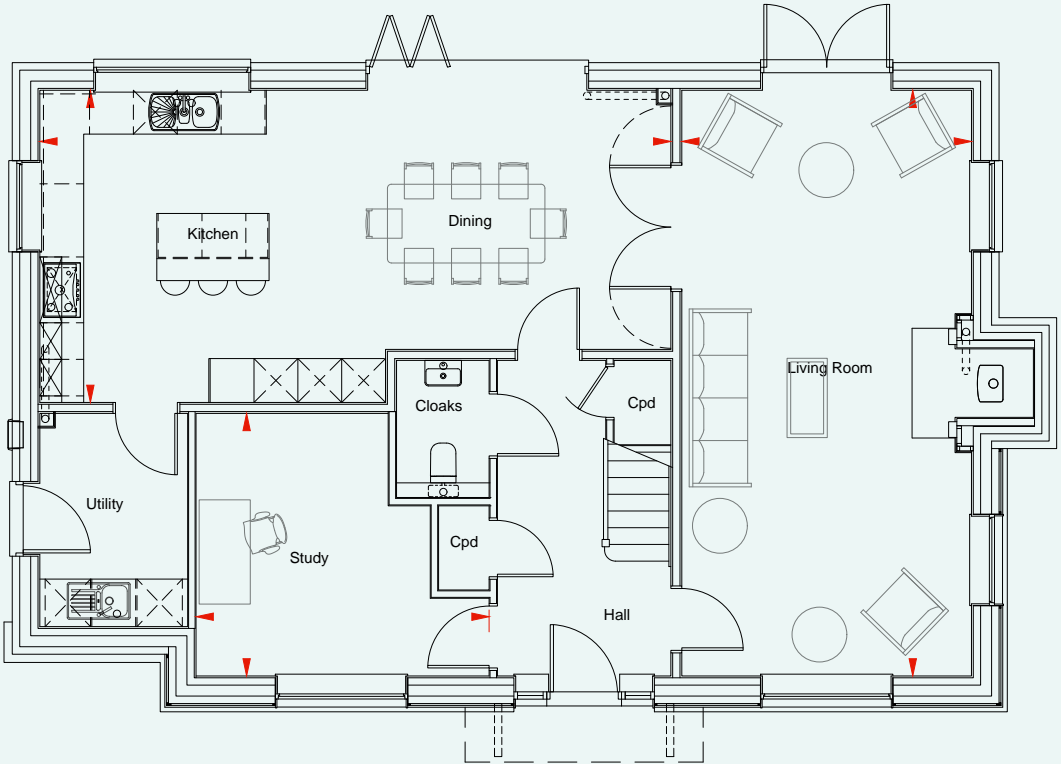 Kitchen
Dining
Living Room
Cloaks
Cpd
Utility
Study
Cpd
Hall